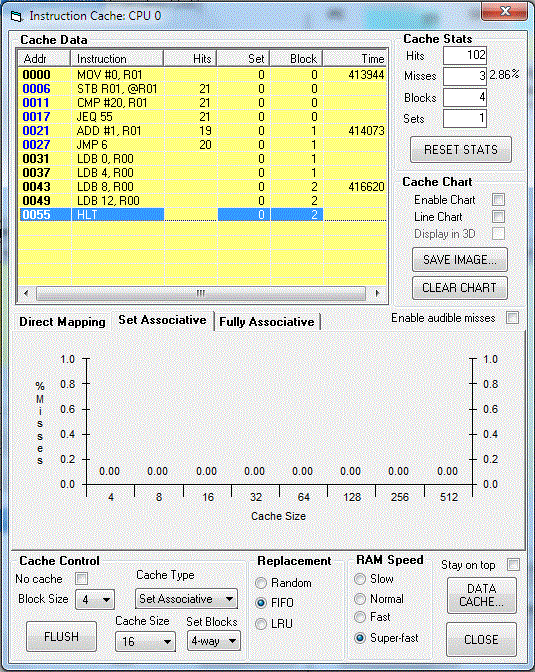 Instruction Cache: CPU 0
Cache Data
Addr Instruction Hits Set Block Time
0000 MOV #0, R01 0 0 413944
0006 STB R01, @R01 21 0 0
0011 CMP #20, R01 21 0 0
0017 JEQ 55 21 0 0
0021 ADD #1, R01 19 0 1 414073
0027 JMP 6 20 0 1
0031 LDB 0, R00 0 1
0037 LDB 4, R00 0 1
0043 LDB 8, R00 0 2 416620
0049 LDB 12, R00 0 2
0055 HLT 0 2
Cache Stats
Hits 102
Misses 3 2.86%
Blocks 4
Sets 1
RESET STATS
Cache Chart
Enable Chart
Line Chart
Display in 3D
SAVE IMAGE...
CLEAR CHART
Direct Mapping Set Associative Fully Associative
Enable audible misses
1.0 1.0
0.8 0.8
0.6 0.6
0.4 0.4
0.2 0.2
0.0 0.0
% Misses
0.00 0.00 0.00 0.00 0.00 0.00 0.00 0.00
4 8 16 32 64 128 256 512
Cache Size
Cache Control
No cache
Block Size 4
Cache Type
Set Associative
FLUSH
Cache Size
16
Set Blocks
4-way
Replacement
Random
FIFO
LRU
RAM Speed
Slow
Normal
Fast
Super-fast
Stay on top
DATA
CACHE...
CLOSE